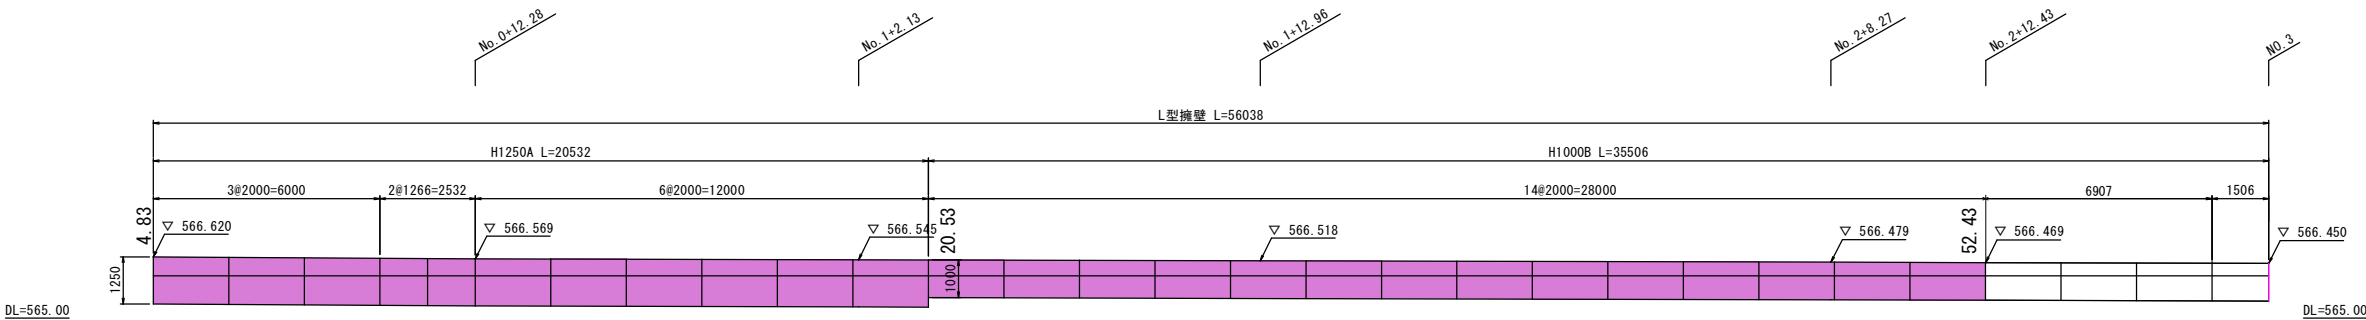 No.0+12.28
No.1+2.13
No.1+12.96
No.2+8.27
No.2+12.43
NO.3
L型擁壁 L=56038
H1250A L=20532
H1000B L=35506
3@2000=6000
2@1266=2532
6@2000=12000
14@2000=28000
6907
1506
4.83
▽ 566.620
▽ 566.569
▽ 566.545
20.53
▽ 566.518
▽ 566.479
52.43
▽ 566.469
▽ 566.450
1250
1000
DL=565.00
DL=565.00